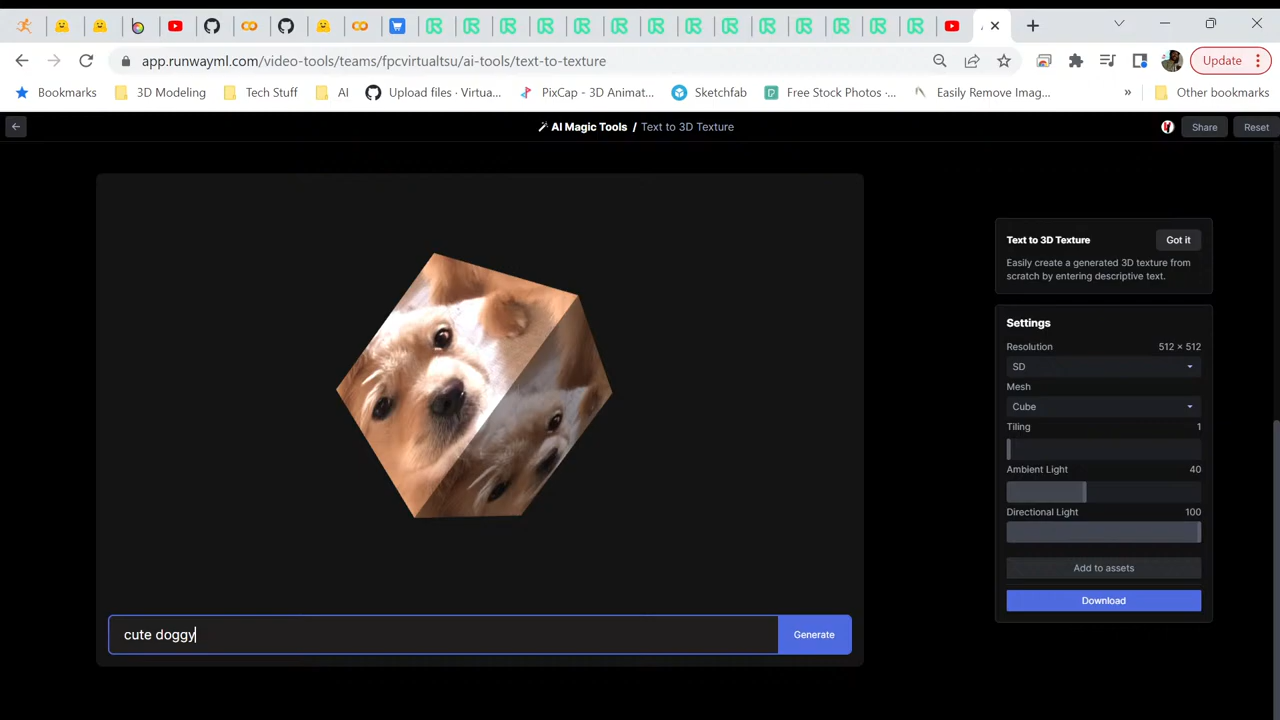 Update
app.runwayml.com/video-tools/teams/fpcvirtualtsu/ai-tools/text-to-texture
Bookmarks
3D Modeling
Tech Stuff
AI
Upload files · Virtua...
PixCap - 3D Animat...
Sketchfab
Free Stock Photos ·...
Easily Remove Imag...
»
Other bookmarks
AI Magic Tools / Text to 3D Texture
Share
Reset
Text to 3D Texture
Got it
Easily create a generated 3D texture from
scratch by entering descriptive text.
Settings
Resolution 512 × 512
SD
Mesh
Cube
Tiling 1
Ambient Light 40
Directional Light 100
Add to assets
Download
cute doggy
Generate